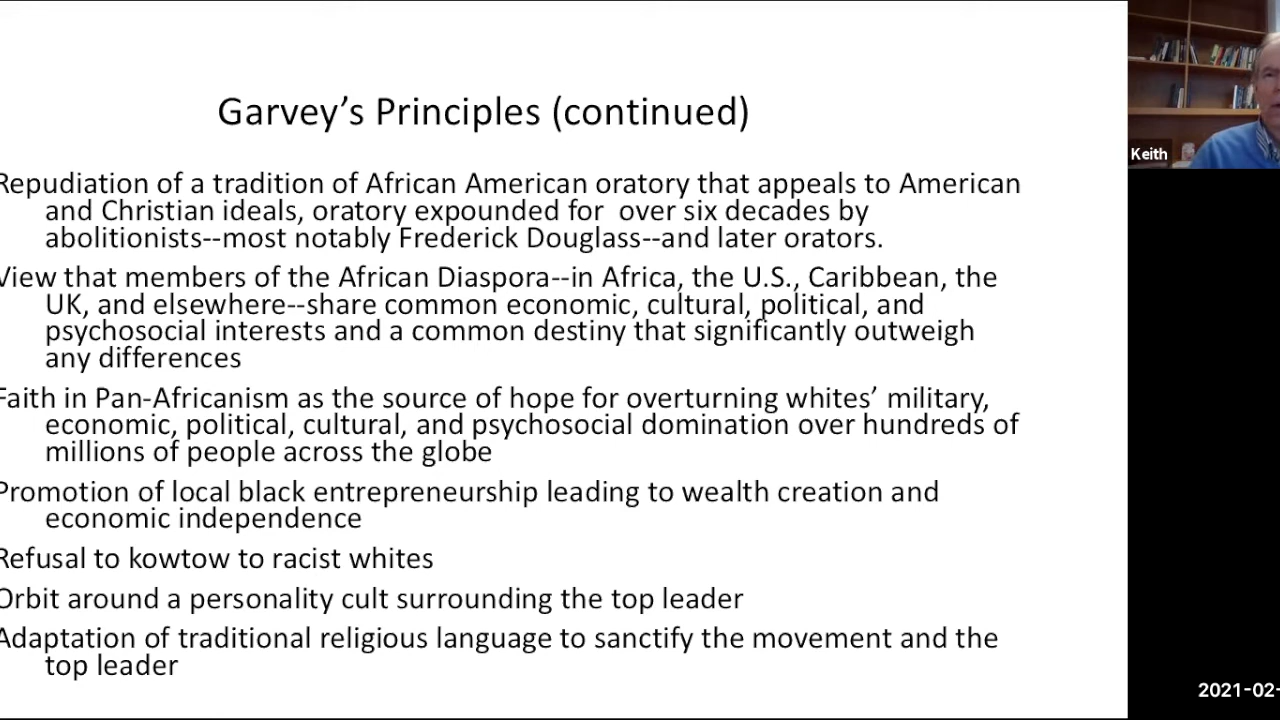 Garvey's Principles (continued)
Repudiation of a tradition of African American oratory that appeals to American
and Christian ideals, oratory expounded for  over six decades by
abolitionists--most notably Frederick Douglass--and later orators.
View that members of the African Diaspora--in Africa, the U.S., Caribbean, the
UK, and elsewhere--share common economic, cultural, political, and
psychosocial interests and a common destiny that significantly outweigh
any differences
Faith in Pan-Africanism as the source of hope for overturning whites' military,
economic, political, cultural, and psychosocial domination over hundreds of
millions of people across the globe
Promotion of local black entrepreneurship leading to wealth creation and
economic independence
Refusal to kowtow to racist whites
Orbit around a personality cult surrounding the top leader
Adaptation of traditional religious language to sanctify the movement and the
top leader
Keith
2021-02-